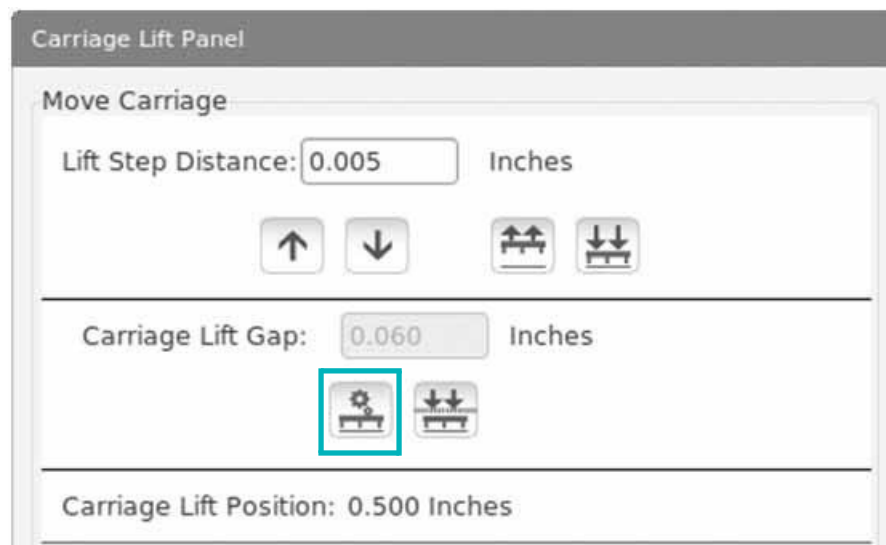 Carriage Lift Panel
Move Carriage
Lift Step Distance: 0.005 Inches
Carriage Lift Gap: 0.060 Inches
Carriage Lift Position: 0.500 Inches